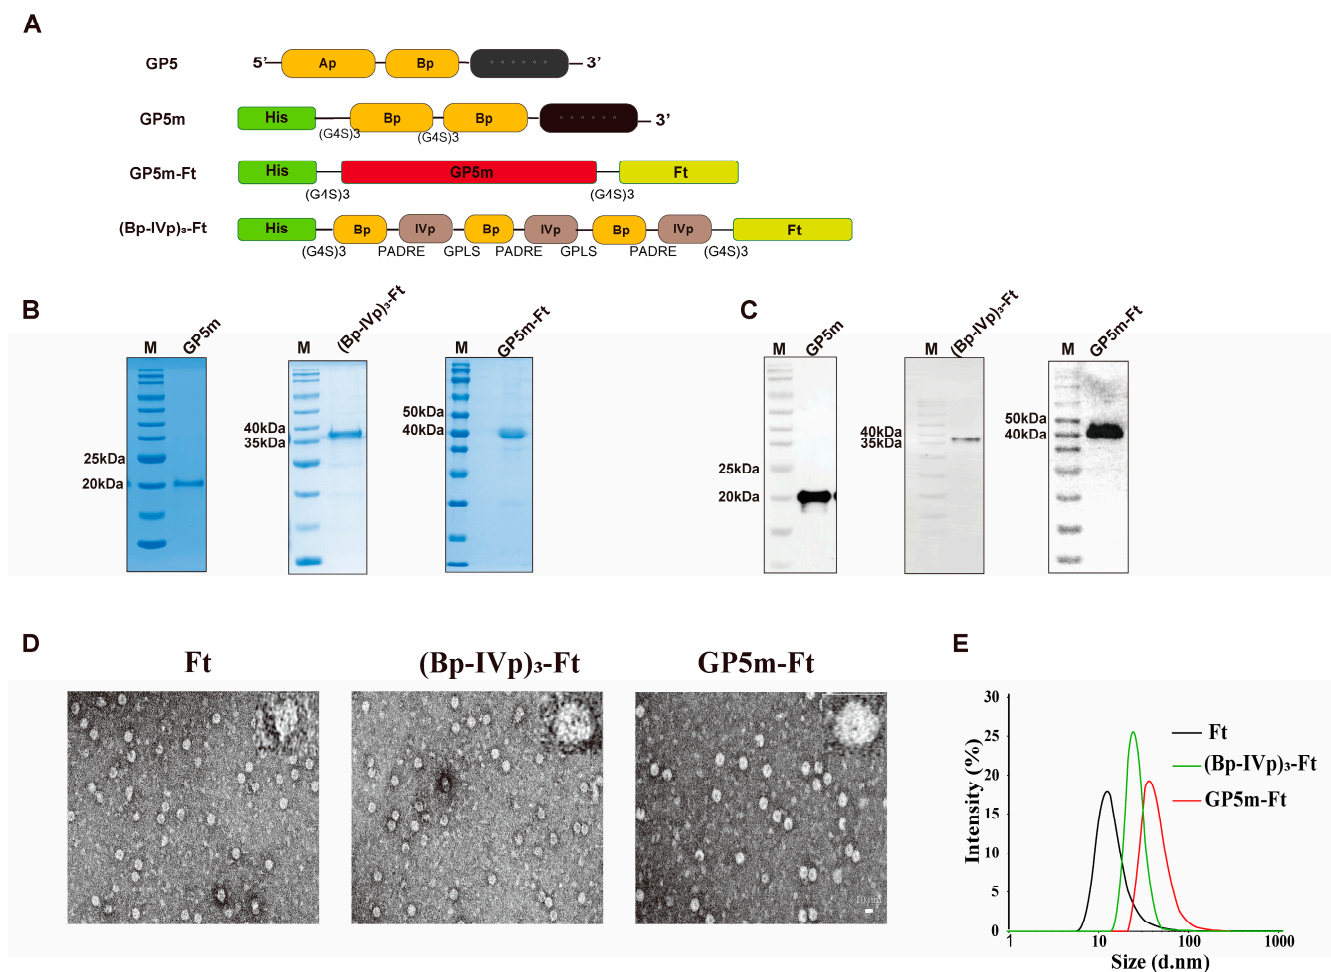 A
GP5 5’ Ap Bp 3’
GP5m His Bp Bp 3’
(G4S)3 (G4S)3
GP5m-Ft His GP5m Ft
(G4S)3 (G4S)3
(Bp-IVp)₃-Ft His Bp IVp Bp IVp Bp IVp Ft
(G4S)3 PADRE GPLS PADRE GPLS PADRE (G4S)3
B
M GP5m
25kDa
20kDa
M (Bp-IVp)₃-Ft
40kDa
35kDa
M GP5m-Ft
50kDa
40kDa
C
M GP5m
25kDa
20kDa
M (Bp-IVp)₃-Ft
40kDa
35kDa
M GP5m-Ft
50kDa
40kDa
D
Ft (Bp-IVp)₃-Ft GP5m-Ft
10 nm
E
Intensity (%)
30
25
20
15
10
5
0
Ft
(Bp-IVp)₃-Ft
GP5m-Ft
1 10 100 1000
Size (d.nm)